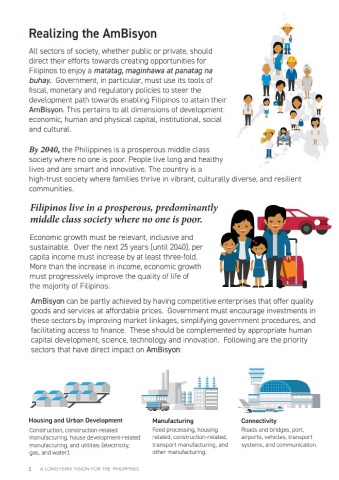 Realizing the AmBisyon
All sectors of society, whether public or private, should
direct their efforts towards creating opportunities for
Filipinos to enjoy a matatag, maginhawa at panatag na
buhay. Government, in particular, must use its tools of
fiscal, monetary and regulatory policies to steer the
development path towards enabling Filipinos to attain their
AmBisyon. This pertains to all dimensions of development:
economic, human and physical capital, institutional, social
and cultural.
By 2040, the Philippines is a prosperous middle class
society where no one is poor. People live long and healthy
lives and are smart and innovative. The country is a
high-trust society where families thrive in vibrant, culturally diverse, and resilient
communities.
Filipinos live in a prosperous, predominantly
middle class society where no one is poor.
Economic growth must be relevant, inclusive and
sustainable. Over the next 25 years (until 2040), per
capita income must increase by at least three-fold.
More than the increase in income, economic growth
must progressively improve the quality of life of
the majority of Filipinos.
AmBisyon can be partly achieved by having competitive enterprises that offer quality
goods and services at affordable prices. Government must encourage investments in
these sectors by improving market linkages, simplifying government procedures, and
facilitating access to finance. These should be complemented by appropriate human
capital development, science, technology and innovation. Following are the priority
sectors that have direct impact on AmBisyon:
Housing and Urban Development
Construction, construction-related
manufacturing, house development-related
manufacturing, and utilities (electricity,
gas, and water).
Manufacturing
Food processing, housing
related, construction-related,
transport manufacturing, and
other manufacturing.
Connectivity
Roads and bridges, port,
airports, vehicles, transport
systems, and communication.
A LONG-TERM VISION FOR THE PHILIPPINES